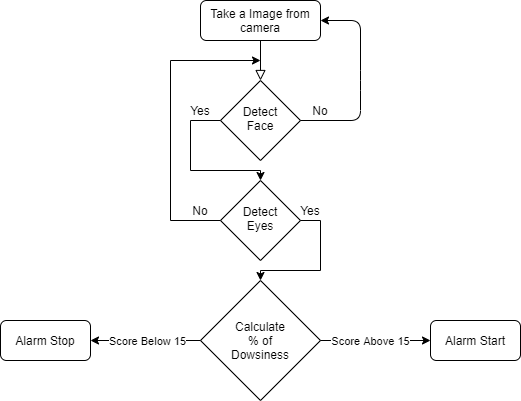 Take a Image from
camera
Yes
Detect
Face
No
No
Detect
Eyes
Yes
Alarm Stop
Score Below 15
Calculate
% of
Dowsiness
Score Above 15
Alarm Start